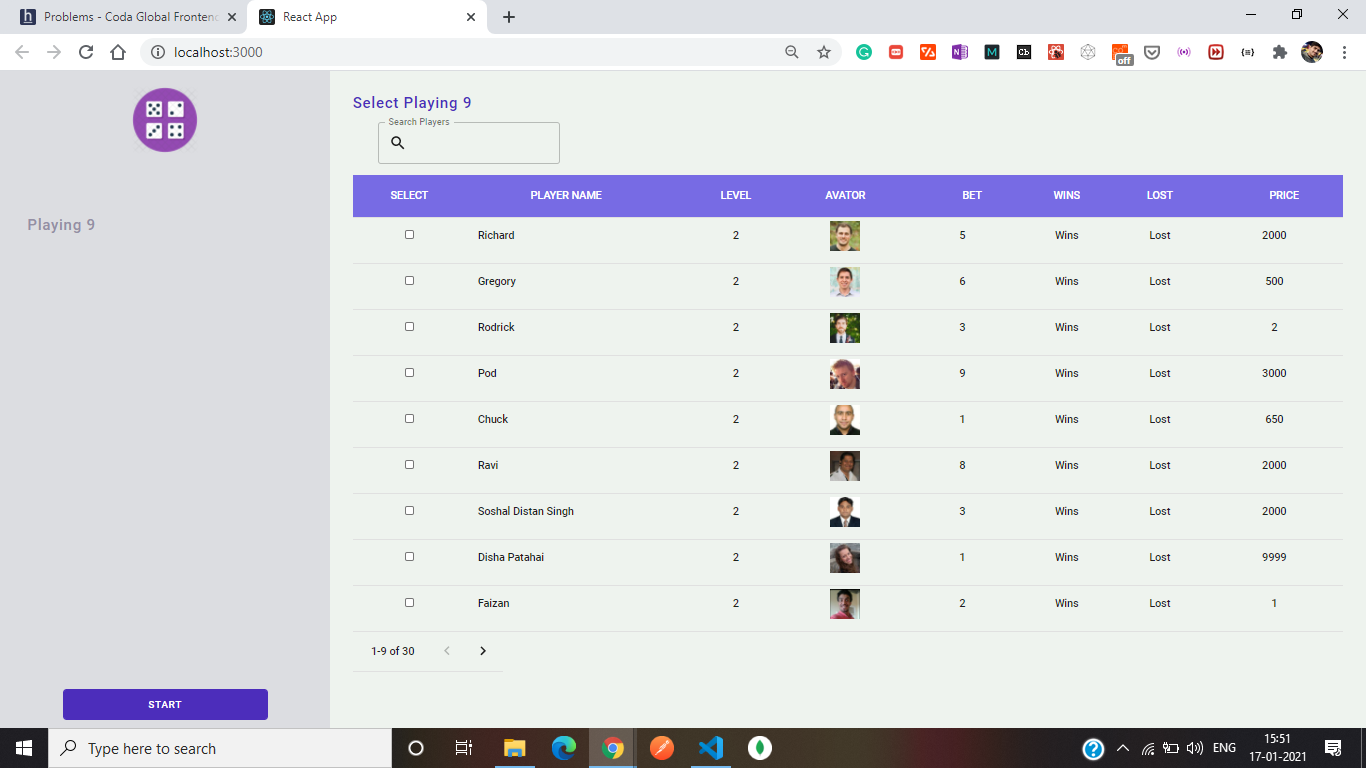 Problems - Coda Global Frontend
React App
localhost:3000
off
Select Playing 9
Search Players
Playing 9
SELECT PLAYER NAME LEVEL AVATOR BET WINS LOST PRICE
Richard 2 5 Wins Lost 2000
Gregory 2 6 Wins Lost 500
Rodrick 2 3 Wins Lost 2
Pod 2 9 Wins Lost 3000
Chuck 2 1 Wins Lost 650
Ravi 2 8 Wins Lost 2000
Soshal Distan Singh 2 3 Wins Lost 2000
Disha Patahai 2 1 Wins Lost 9999
Faizan 2 2 Wins Lost 1
1-9 of 30
START
Type here to search
ENG
15:51
17-01-2021